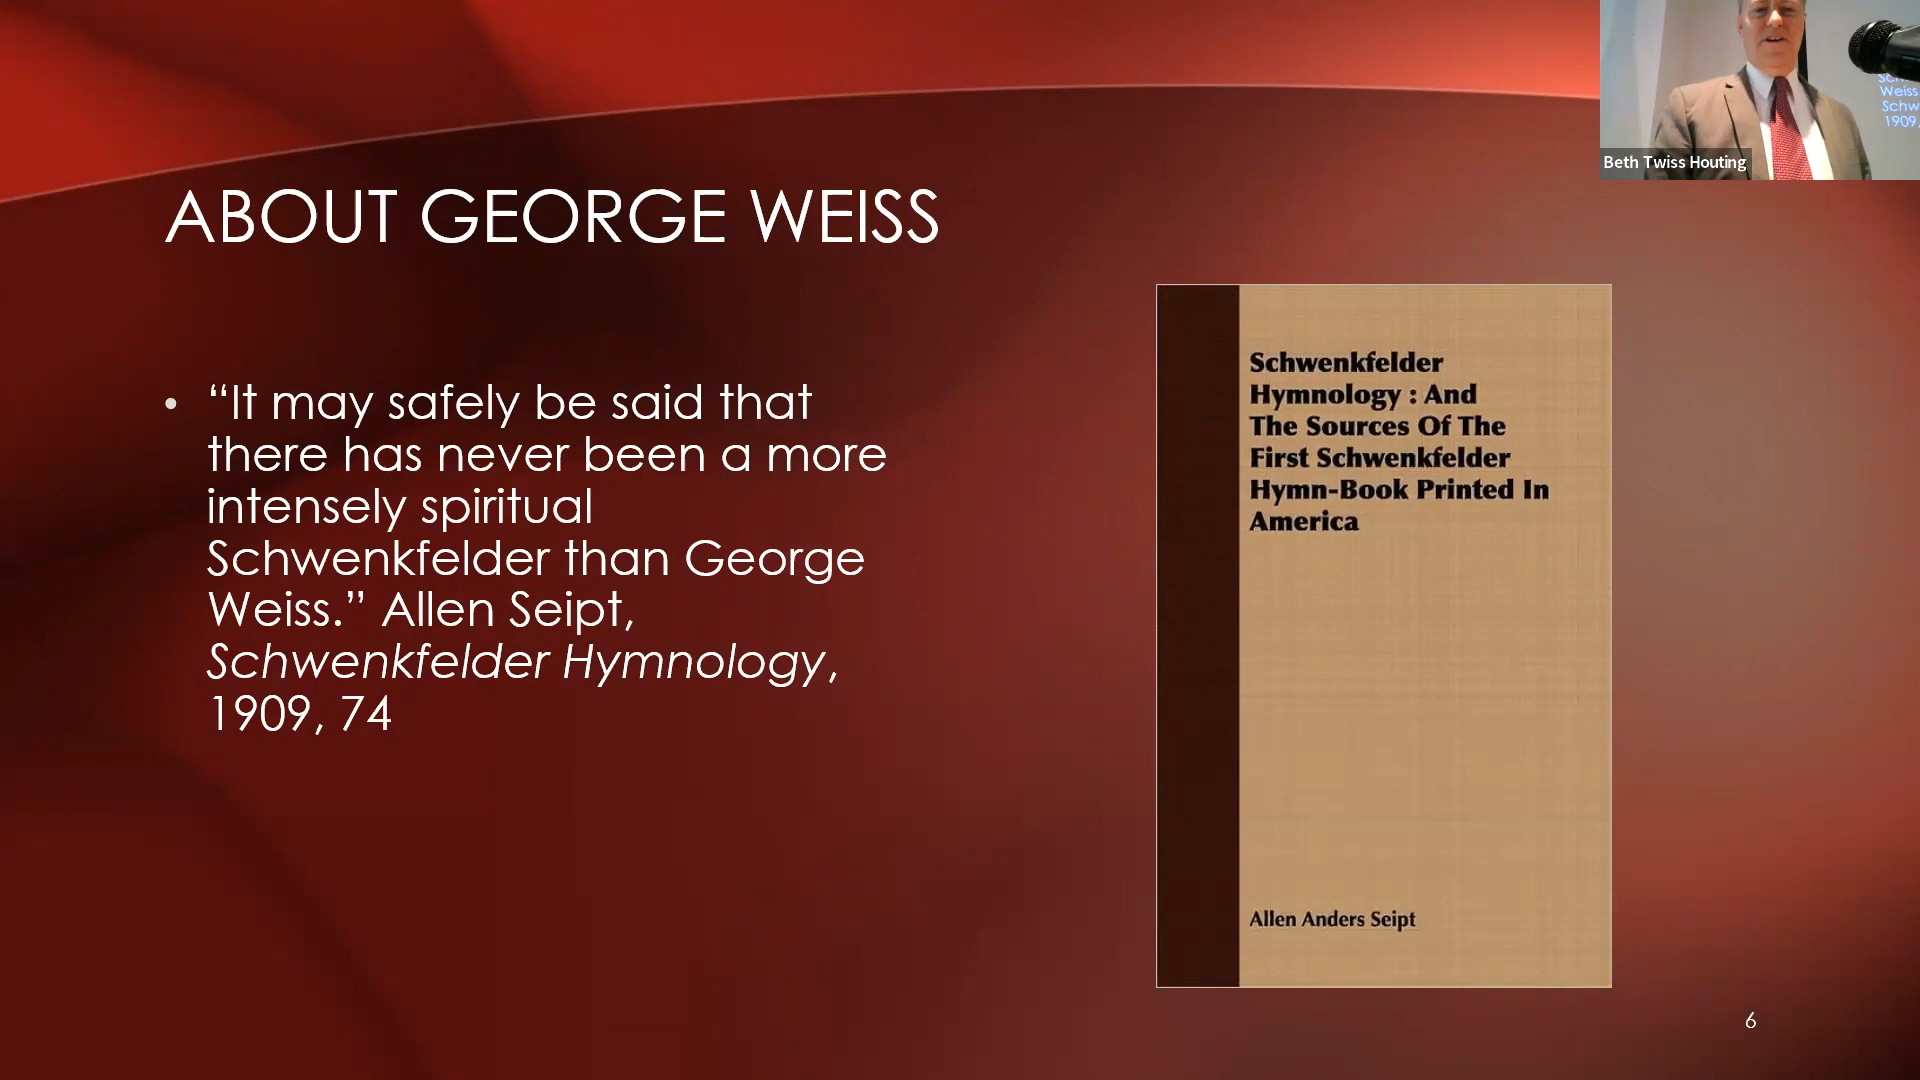 ABOUT GEORGE WEISS
• “It may safely be said that
there has never been a more
intensely spiritual
Schwenkfelder than George
Weiss.” Allen Seipt,
Schwenkfelder Hymnology,
1909, 74
Schwenkfelder
Hymnology : And
The Sources Of The
First Schwenkfelder
Hymn-Book Printed In
America
Allen Anders Seipt
Beth Twiss Houting
Weiss
Schw
1909,
6